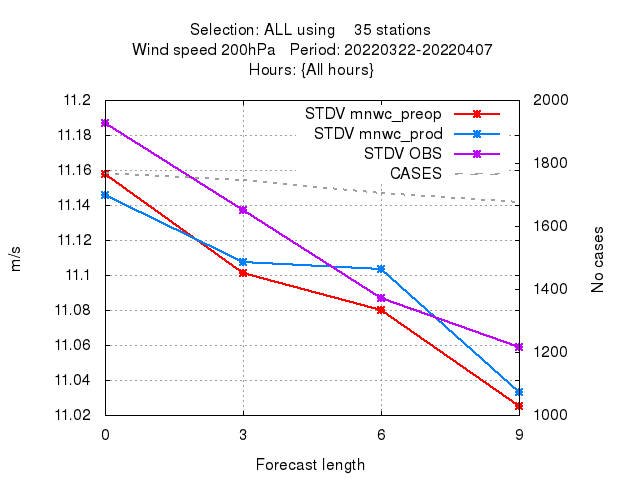 Selection: ALL using 35 stations
Wind speed 200hPa Period: 20220322-20220407
Hours: {All hours}
11.2
11.18
11.16
11.14
11.12
11.1
11.08
11.06
11.04
11.02
m/s
STDV mnwc_preop
STDV mnwc_prod
STDV OBS
CASES
2000
1800
1600
1400
1200
1000
No cases
0 3 6 9
Forecast length